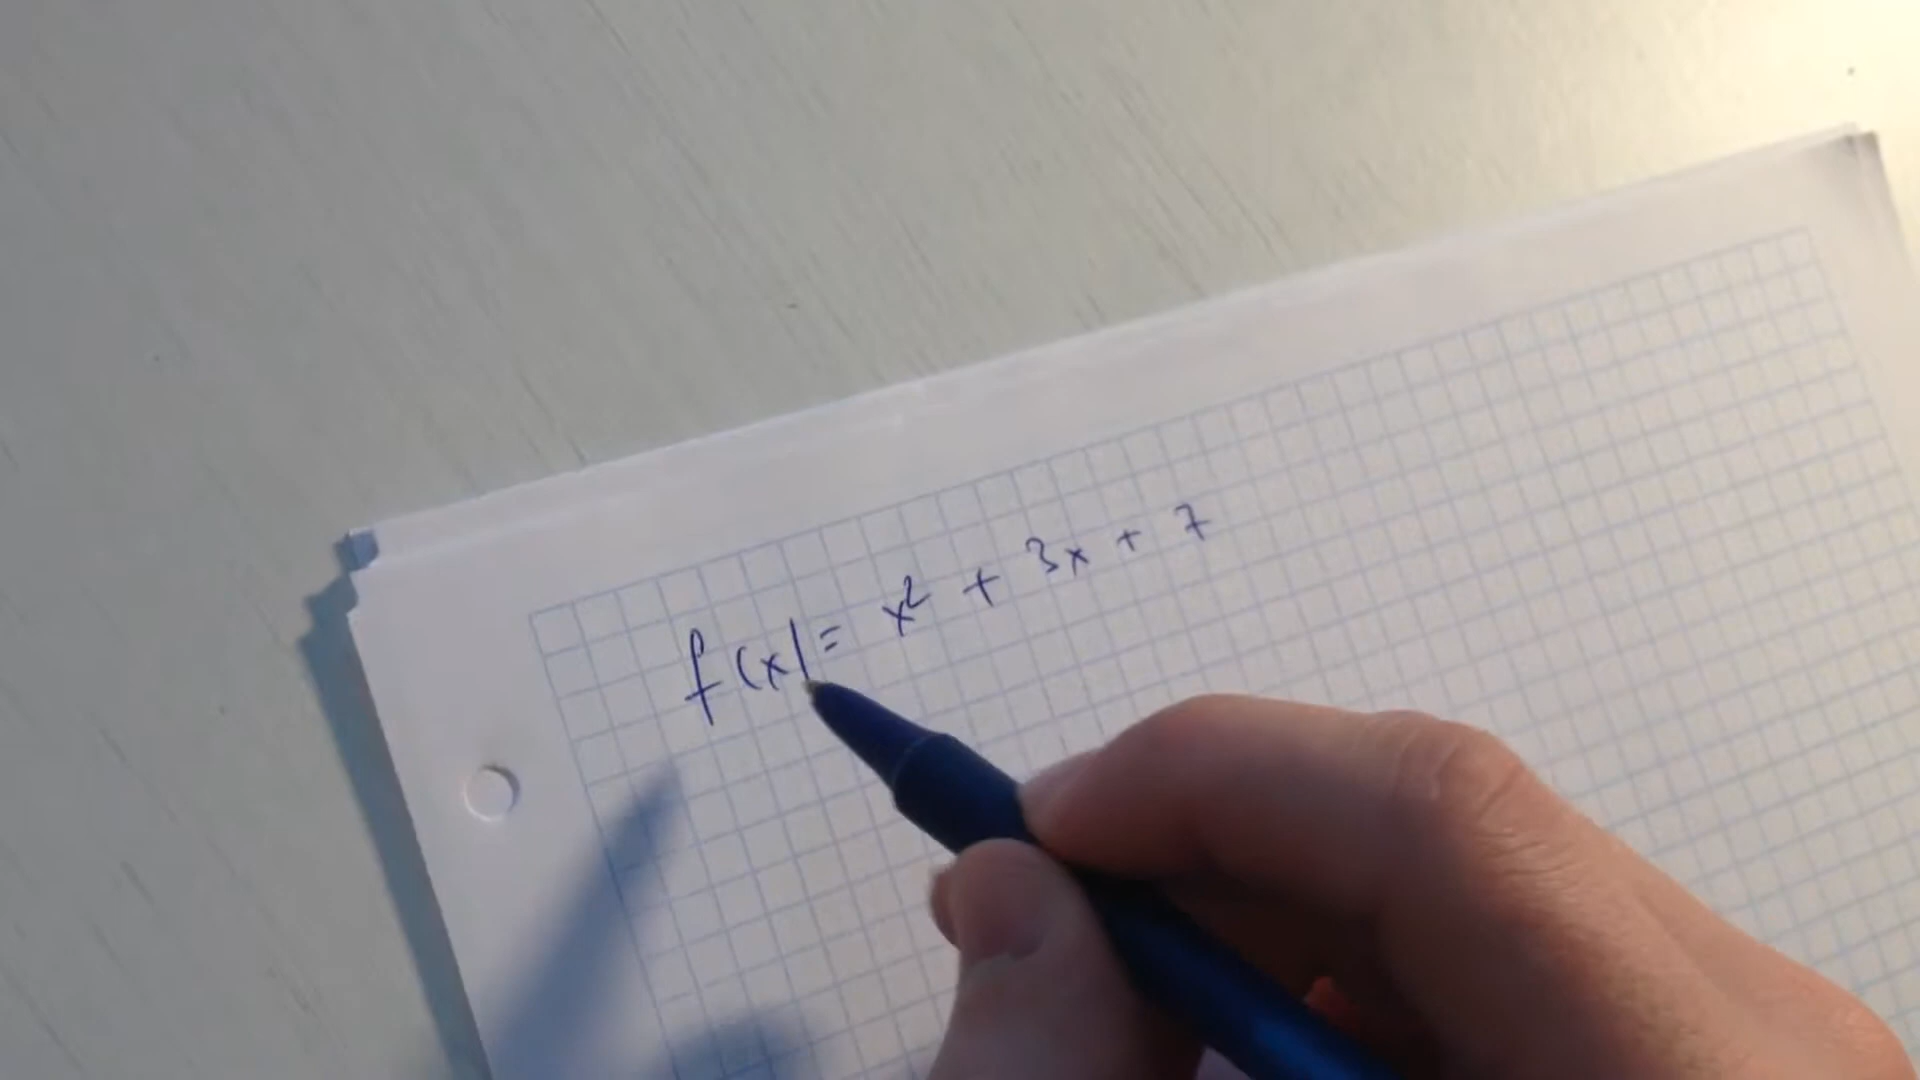 f(x)= x² + 3x + 7